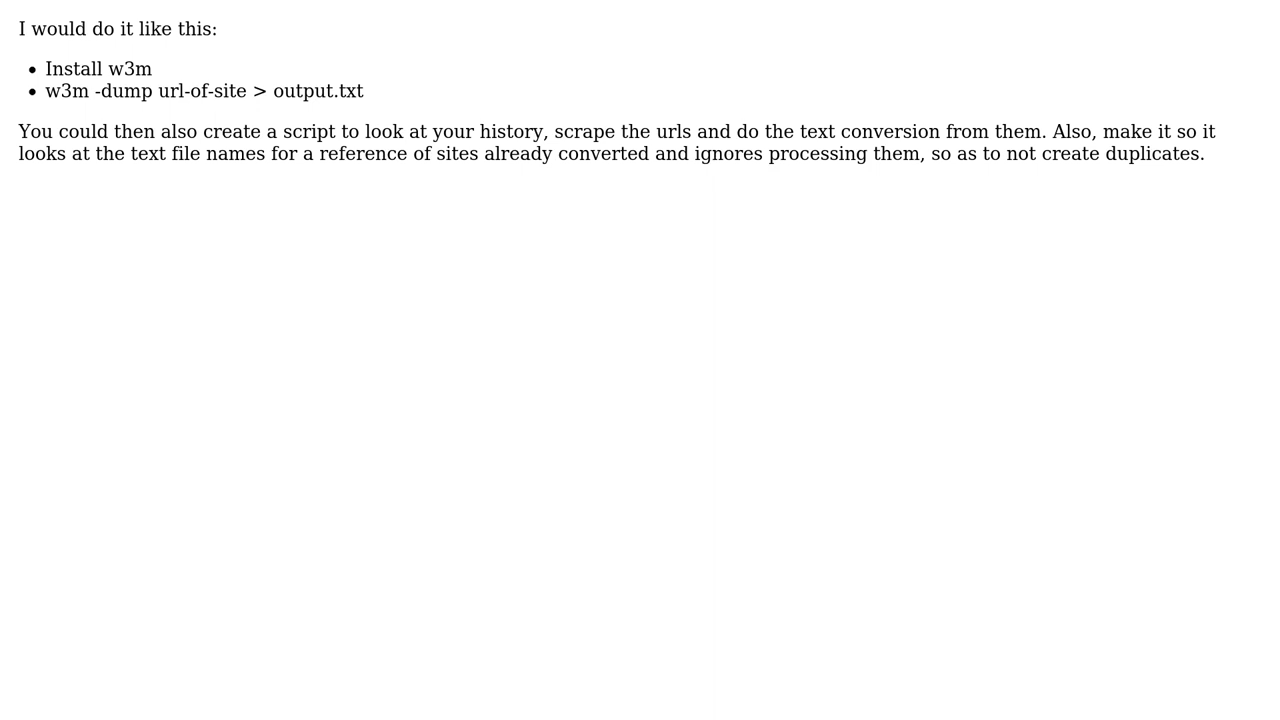 I would do it like this:
• Install w3m
• w3m -dump url-of-site > output.txt
You could then also create a script to look at your history, scrape the urls and do the text conversion from them. Also, make it so it
looks at the text file names for a reference of sites already converted and ignores processing them, so as to not create duplicates.